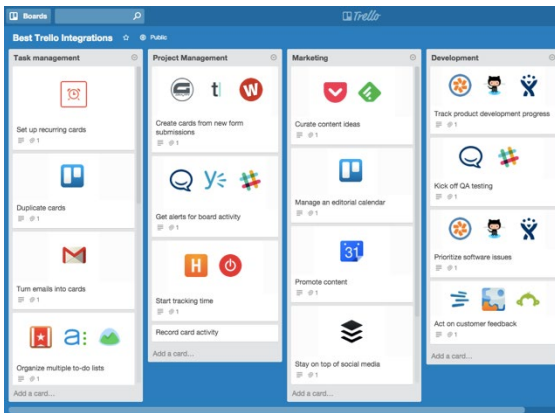 Boards
Trello
Best Trello Integrations
Public
Task management
Set up recurring cards
1
Duplicate cards
1
Turn emails into cards
1
a:
Organize multiple to-do lists
1
Add a card...
Project Management
t
W
Create cards from new form
submissions
1
Get alerts for board activity
1
H
Start tracking time
1
Record card activity
Add a card...
Marketing
Curate content ideas
1
Manage an editorial calendar
1
31
Promote content
1
Stay on top of social media
1
Add a card...
Development
Track product development progress
1
Kick off QA testing
1
Prioritize software issues
1
Act on customer feedback
1
Add a card...